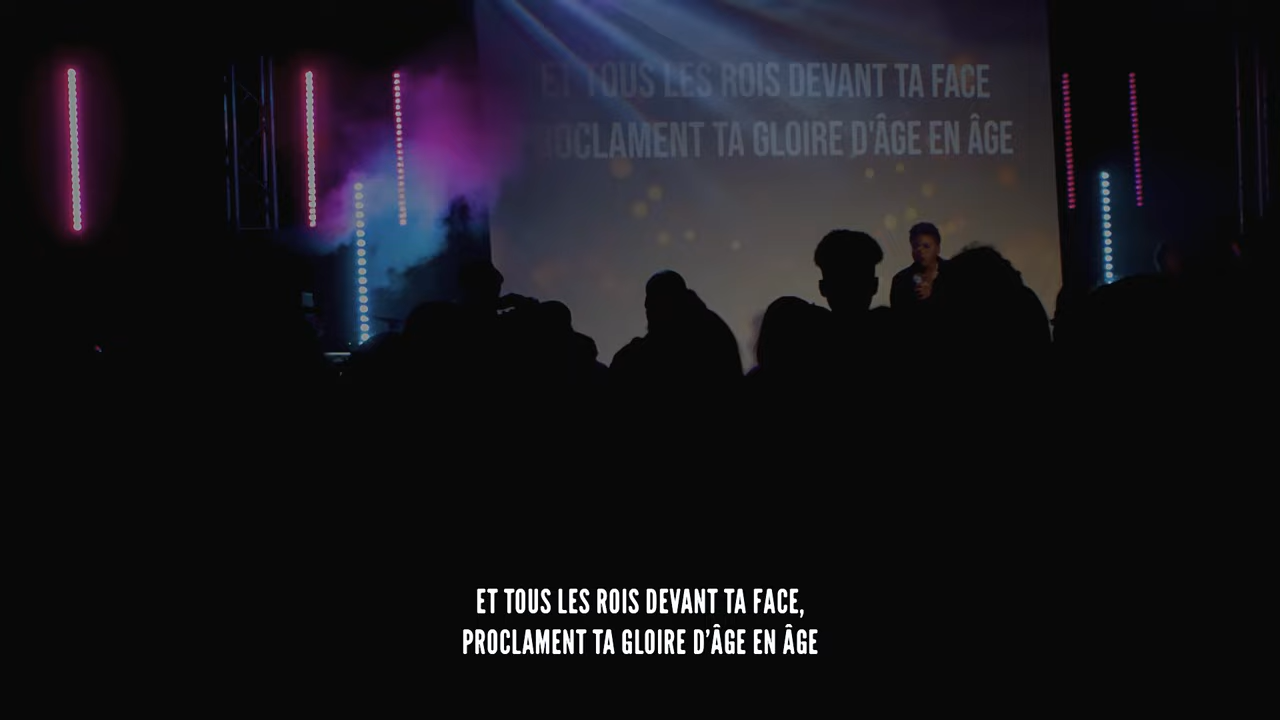 ET TOUS LES ROIS DEVANT TA FACE
PROCLAMENT TA GLOIRE D'ÂGE EN ÂGE
ET TOUS LES ROIS DEVANT TA FACE,
PROCLAMENT TA GLOIRE D’ÂGE EN ÂGE